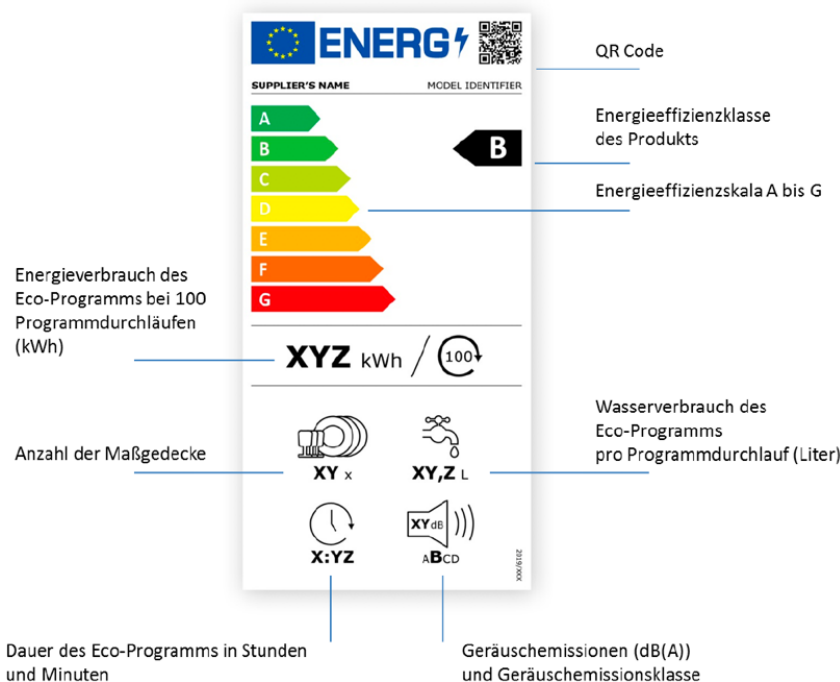 ENERG
QR Code
SUPPLIER'S NAME MODEL IDENTIFIER
Energieeffizienzklasse
des Produkts
A
B
B
C
Energieeffizienzskala A bis G
D
E
F
G
Energieverbrauch des
Eco-Programms bei 100
Programmdurchläufen
(kWh)
XYZ kWh / 100
Wasserverbrauch des
Eco-Programms
pro Programmdurchlauf (Liter)
Anzahl der Maßgedecke
XY x
XY,Z L
XY dB
X:YZ
ABCD
2019/XXX
Dauer des Eco-Programms in Stunden
und Minuten
Geräuschemissionen (dB(A))
und Geräuschemissionsklasse